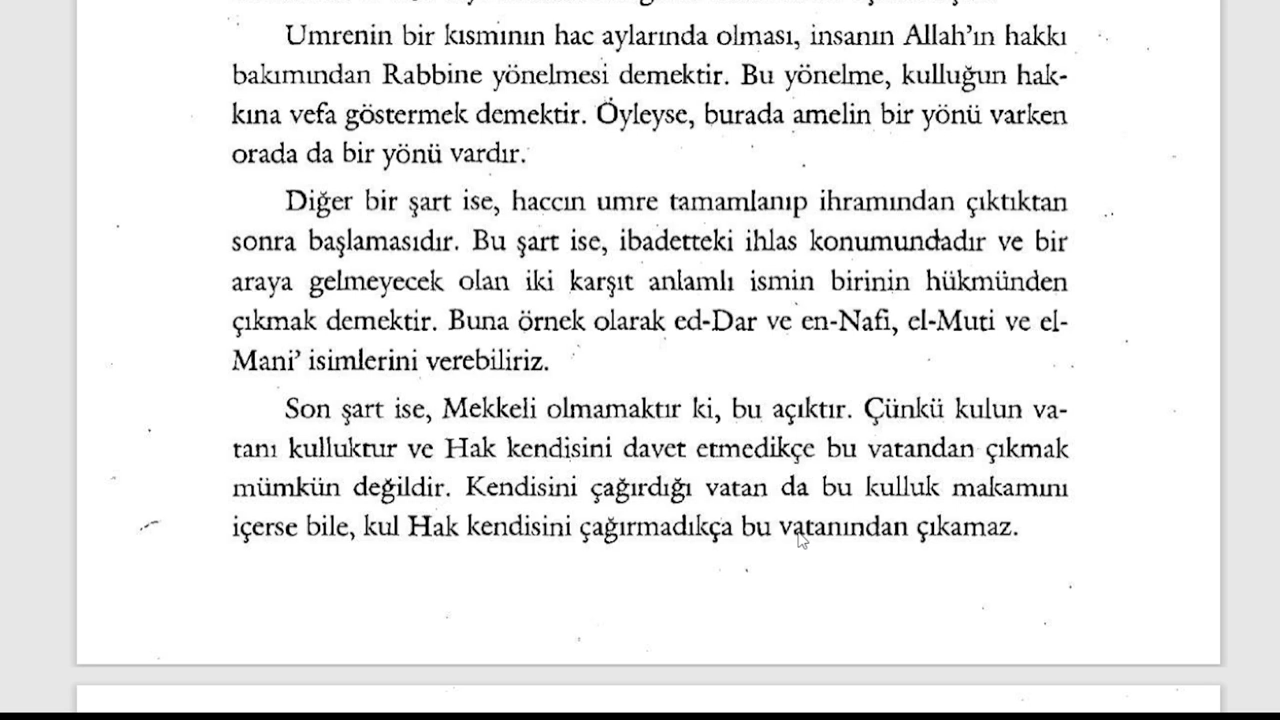 Umrenin bir kısmının hac aylarında olması, insanın Allah’ın hakkı
bakımından Rabbine yönelmesi demektir. Bu yönelme, kulluğun hak-
kına vefa göstermek demektir. Öyleyse, burada amelin bir yönü varken
orada da bir yönü vardır.
Diğer bir şart ise, haccın umre tamamlanıp ihramından çıktıktan
sonra başlamasıdır. Bu şart ise, ibadetteki ihlas konumundadır ve bir
araya gelmeyecek olan iki karşıt anlamlı ismin birinin hükmünden
çıkmak demektir. Buna örnek olarak ed-Dar ve en-Nafi, el-Muti ve el-
Mani’ isimlerini verebiliriz.
Son şart ise, Mekkeli olmamaktır ki, bu açıktır. Çünkü kulun va-
tanı kulluktur ve Hak kendisini davet etmedikçe bu vatandan çıkmak
mümkün değildir. Kendisini çağırdığı vatan da bu kulluk makamını
içerse bile, kul Hak kendisini çağırmadıkça bu vatanından çıkamaz.